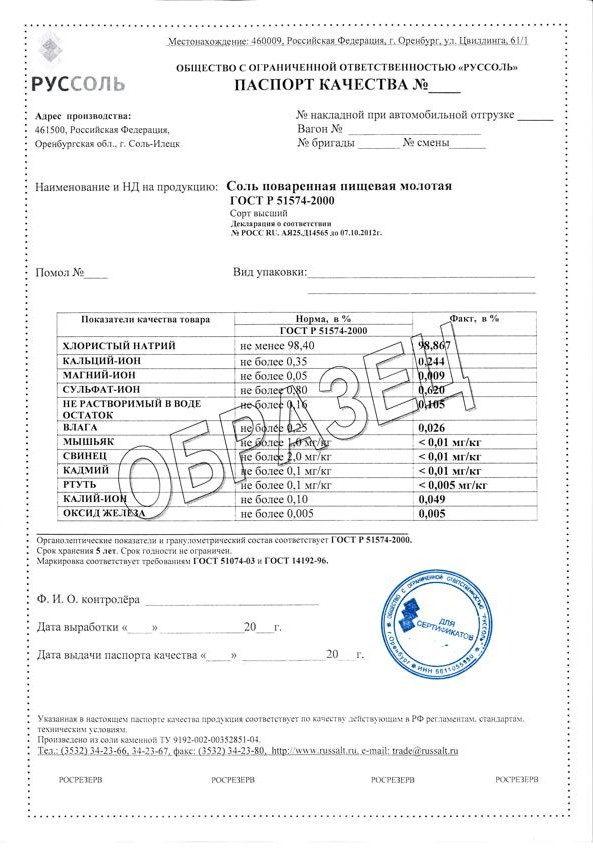 Местонахождение: 460009, Российская Федерация, г. Оренбург, ул. Цвиллинга, 61/1
РУССОЛЬ
ОБЩЕСТВО С ОГРАНИЧЕННОЙ ОТВЕТСТВЕННОСТЬЮ «РУССОЛЬ»
ПАСПОРТ КАЧЕСТВА №____
Адрес производства:
461500, Российская Федерация,
Оренбургская обл., г. Соль-Илецк
№ накладной при автомобильной отгрузке ______
Вагон № ____________________
№ бригады _______ № смены______
Наименование и НД на продукцию: Соль поваренная пищевая молотая
ГОСТ Р 51574-2000
Сорт высший
Декларация о соответствии
№ РОСС RU. АЯ25.Д14565 до 07.10.2012г.
Помол №____ Вид упаковки:____________________
Показатели качества товара Норма, в % Факт, в %
ГОСТ Р 51574-2000
ХЛОРИСТЫЙ НАТРИЙ не менее 98,40 98,867
КАЛЬЦИЙ-ИОН не более 0,35 0,244
МАГНИЙ-ИОН не более 0,05 0,009
СУЛЬФАТ-ИОН не более 0,80 0,620
НЕ РАСТВОРИМЫЙ В ВОДЕ ОСТАТОК не более 0,16 0,105
ВЛАГА не более 0,25 0,026
МЫШЬЯК не более 1,0 мг/кг < 0,01 мг/кг
СВИНЕЦ не более 2,0 мг/кг < 0,01 мг/кг
КАДМИЙ не более 0,1 мг/кг < 0,01 мг/кг
РТУТЬ не более 0,1 мг/кг < 0,005 мг/кг
КАЛИЙ-ИОН не более 0,10 0,049
ОКСИД ЖЕЛЕЗА не более 0,005 0,005
ОБРАЗЕЦ
Органолептические показатели и гранулометрический состав соответствует ГОСТ Р 51574-2000.
Срок хранения 5 лет. Срок годности не ограничен.
Маркировка соответствует требованиям ГОСТ 51074-03 и ГОСТ 14192-96.
Ф. И. О. контролёра __________________________
Дата выработки «____» ______________20___г.
Дата выдачи паспорта качества «____» ______________20___г.
ОБЩЕСТВО С ОГРАНИЧЕННОЙ ОТВЕТСТВЕННОСТЬЮ "РУССОЛЬ"
г.Оренбург
ДЛЯ
СЕРТИФИКАТОВ
Указанная в настоящем паспорте качества продукция соответствует по качеству действующим в РФ регламентам, стандартам,
техническим условиям.
Произведено из соли каменной ТУ 9192-002-00352851-04.
Тел.: (3532) 34-23-66, 34-23-67, факс: (3532) 34-23-80, http://www.russalt.ru, e-mail: trade@russalt.ru
РОСРЕЗЕРВ РОСРЕЗЕРВ РОСРЕЗЕРВ РОСРЕЗЕРВ